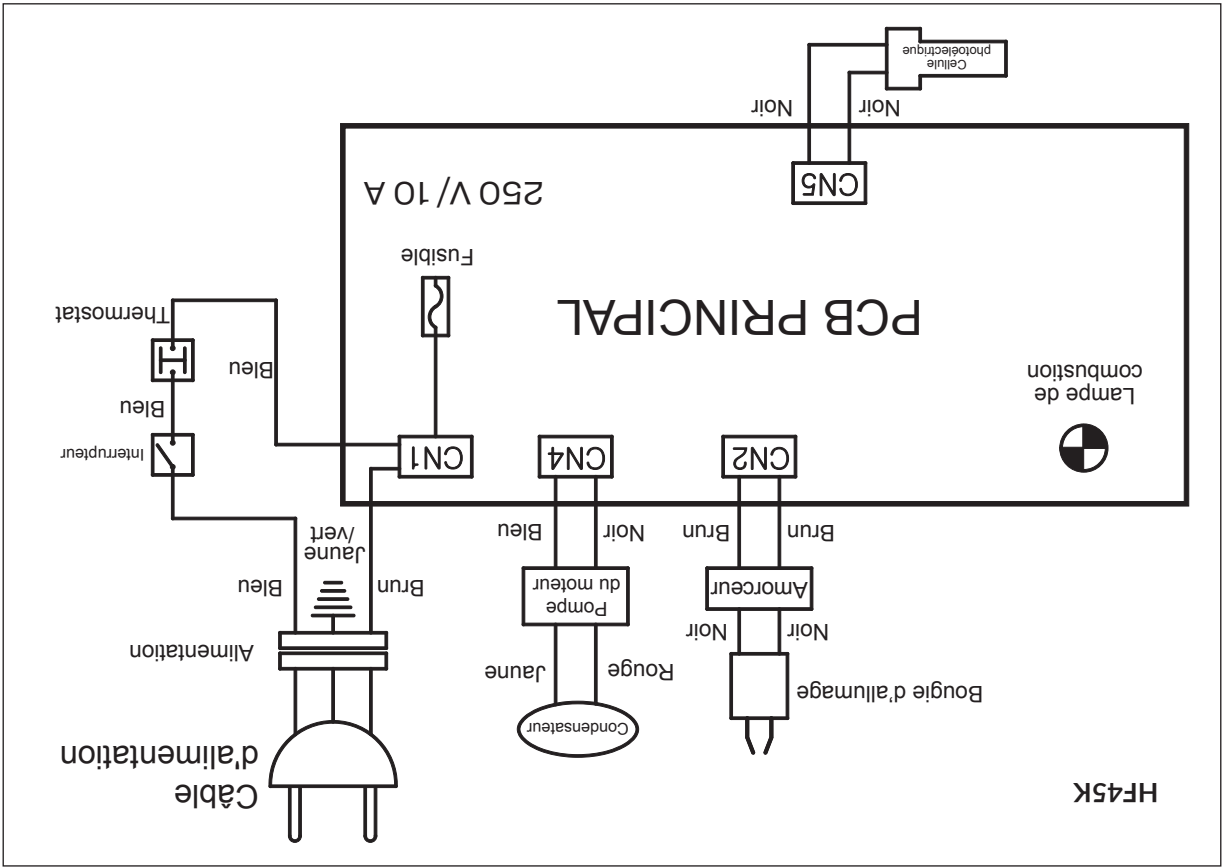 HF45K
Câble
d'alimentation
Bougie d'allumage
Condensateur
Alimentation
Noir
Noir
Rouge
Jaune
Amorceur
Pompe
du moteur
Brun
Bleu
Jaune
/vert
Brun
Brun
Noir
Bleu
Interrupteur
CN2
CN4
CN1
Bleu
Lampe de
combustion
Bleu
Thermostat
PCB PRINCIPAL
Fusible
250 V/10 A
CN5
Noir
Noir
Cellule
photoélectrique